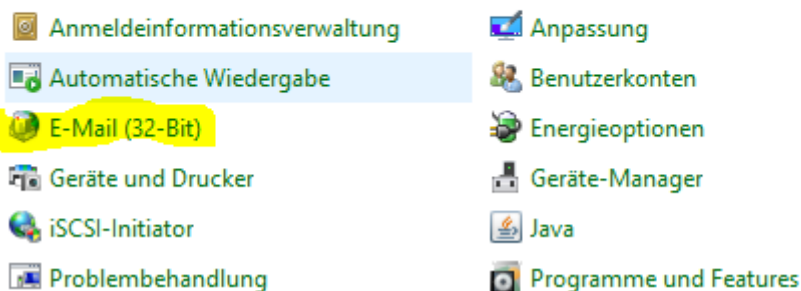 Anmeldeinformationsverwaltung
Anpassung
Automatische Wiedergabe
Benutzerkonten
E-Mail (32-Bit)
Energieoptionen
Geräte und Drucker
Geräte-Manager
iSCSI-Initiator
Java
Problembehandlung
Programme und Features